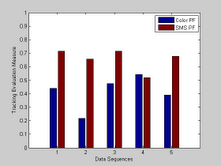 Color PF
SMS PF
Tracking Evaluation Measure
1
0.9
0.8
0.7
0.6
0.5
0.4
0.3
0.2
0.1
0
1 2 3 4 5
Data Sequences